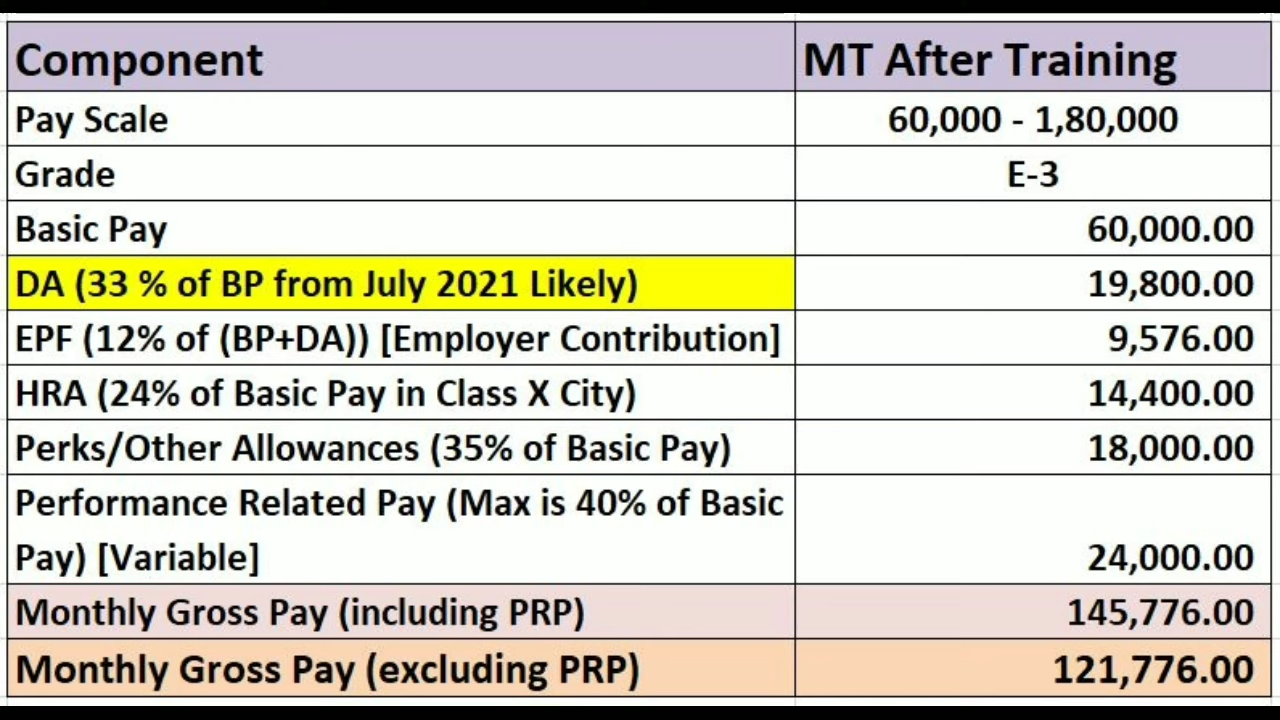 Component MT After Training
Pay Scale 60,000 - 1,80,000
Grade E-3
Basic Pay 60,000.00
DA (33 % of BP from July 2021 Likely) 19,800.00
EPF (12% of (BP+DA)) [Employer Contribution] 9,576.00
HRA (24% of Basic Pay in Class X City) 14,400.00
Perks/Other Allowances (35% of Basic Pay) 18,000.00
Performance Related Pay (Max is 40% of Basic
Pay) [Variable] 24,000.00
Monthly Gross Pay (including PRP) 145,776.00
Monthly Gross Pay (excluding PRP) 121,776.00